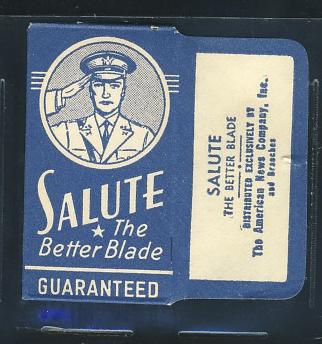 SALUTE
★ The
Better Blade
GUARANTEED
SALUTE
THE BETTER BLADE
DISTRIBUTED EXCLUSIVELY BY
The American News Company, Inc.
and Branches